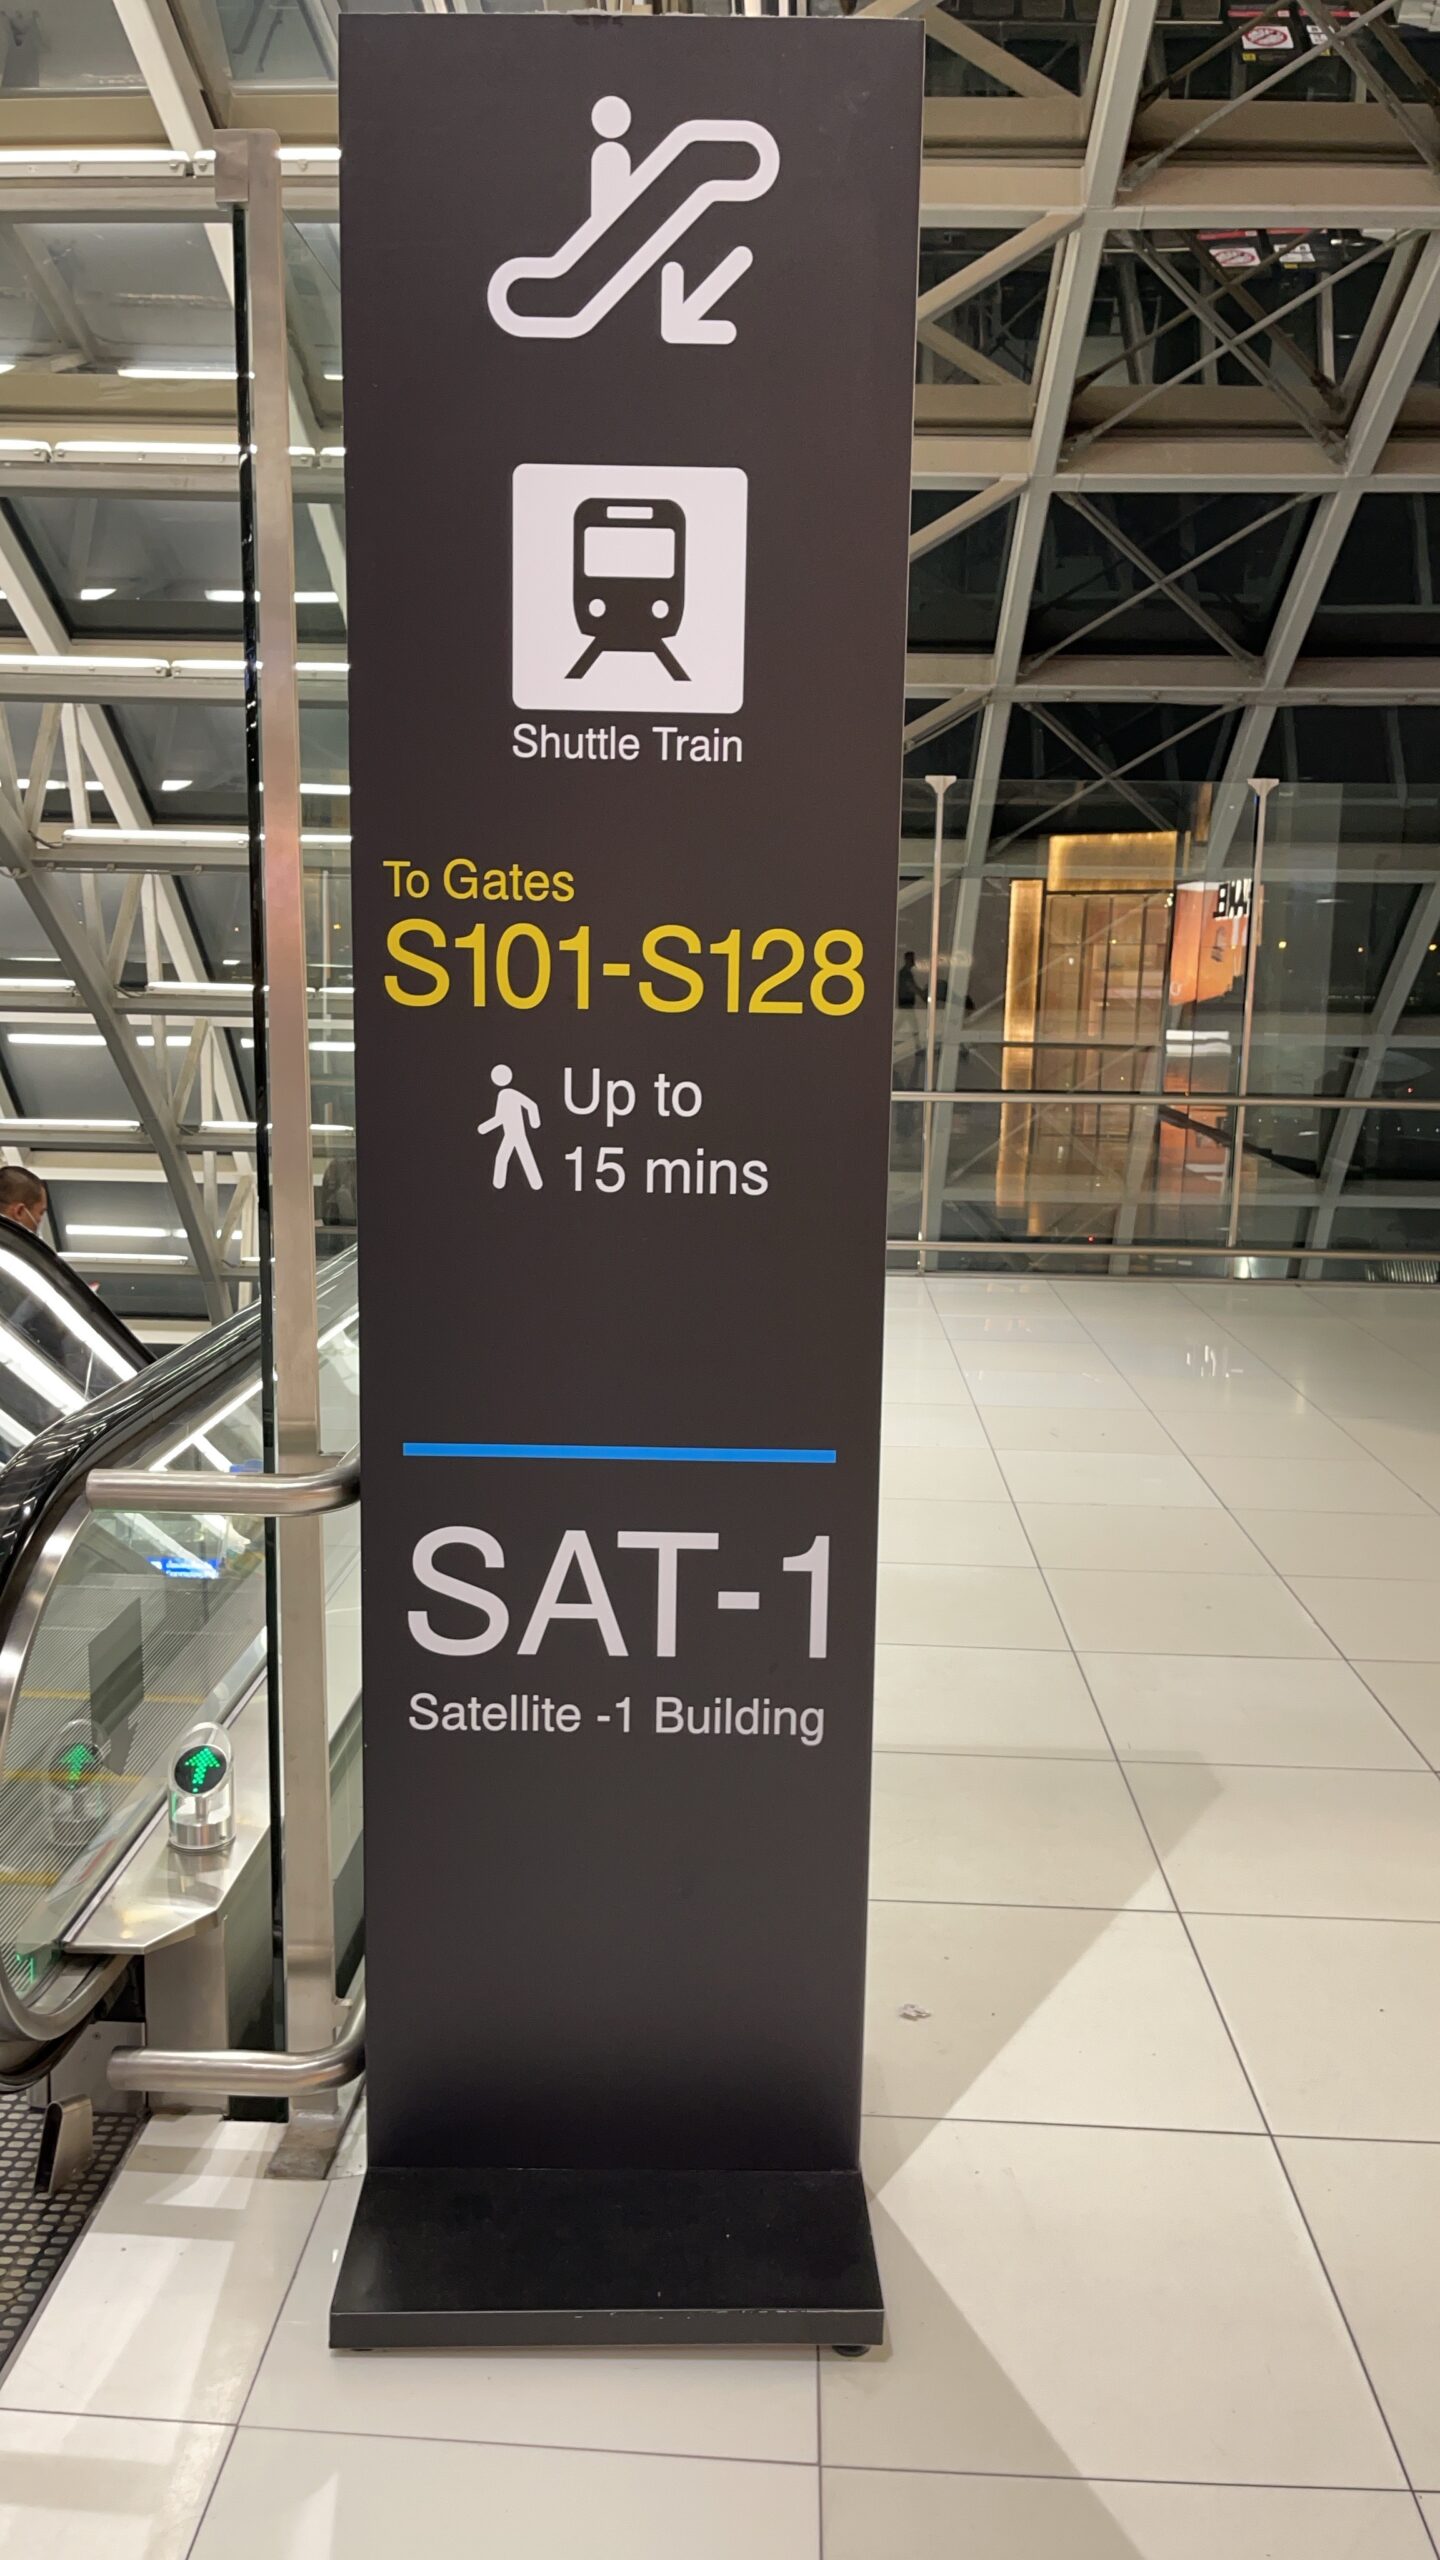 Shuttle Train
To Gates
S101-S128
Up to
15 mins
SAT-1
Satellite -1 Building